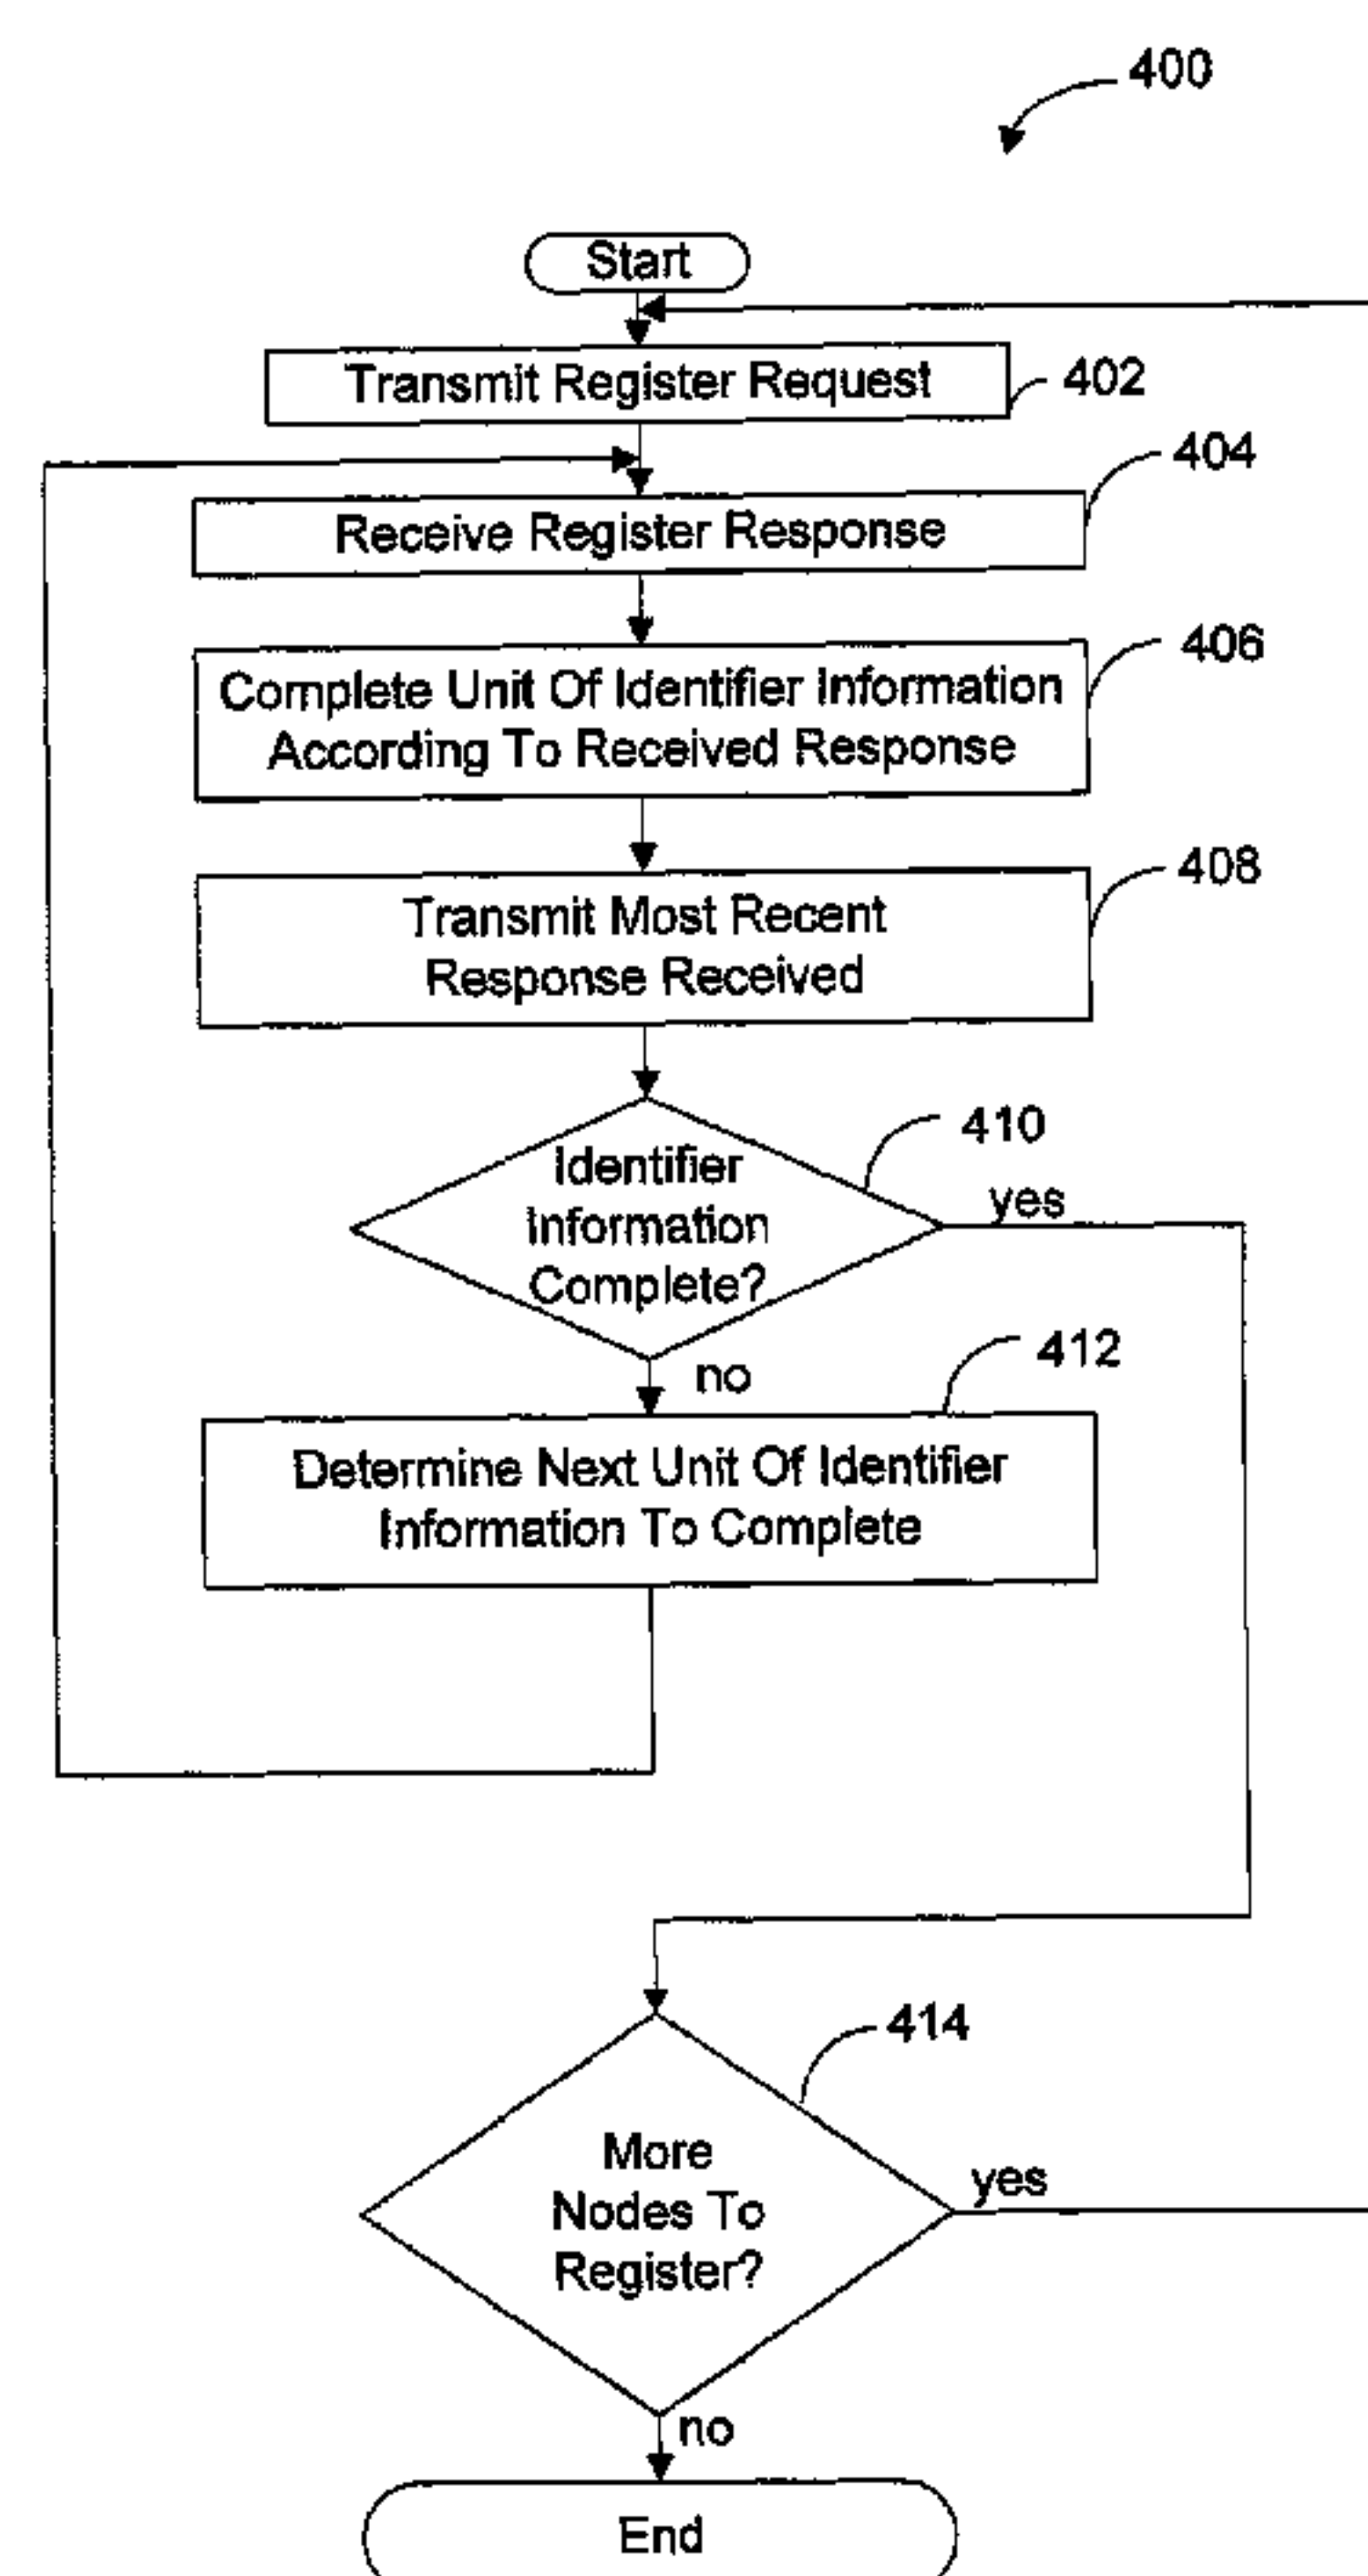 400
Start
Transmit Register Request
402
404
Receive Register Response
406
Complete Unit Of Identifier Information
According To Received Response
408
Transmit Most Recent
Response Received
410
Identifier
Information
Complete?
yes
no
412
Determine Next Unit Of Identifier
Information To Complete
414
More
Nodes To
Register?
yes
no
End